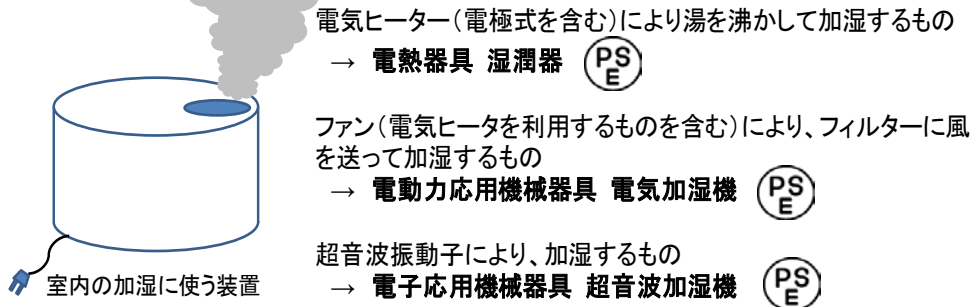 電気ヒーター(電極式を含む)により湯を沸かして加湿するもの
→ 電熱器具 湿潤器 PSE
ファン(電気ヒータを利用するものを含む)により、フィルターに風
を送って加湿するもの
→ 電動力応用機械器具 電気加湿機 PSE
超音波振動子により、加湿するもの
→ 電子応用機械器具 超音波加湿機 PSE
室内の加湿に使う装置